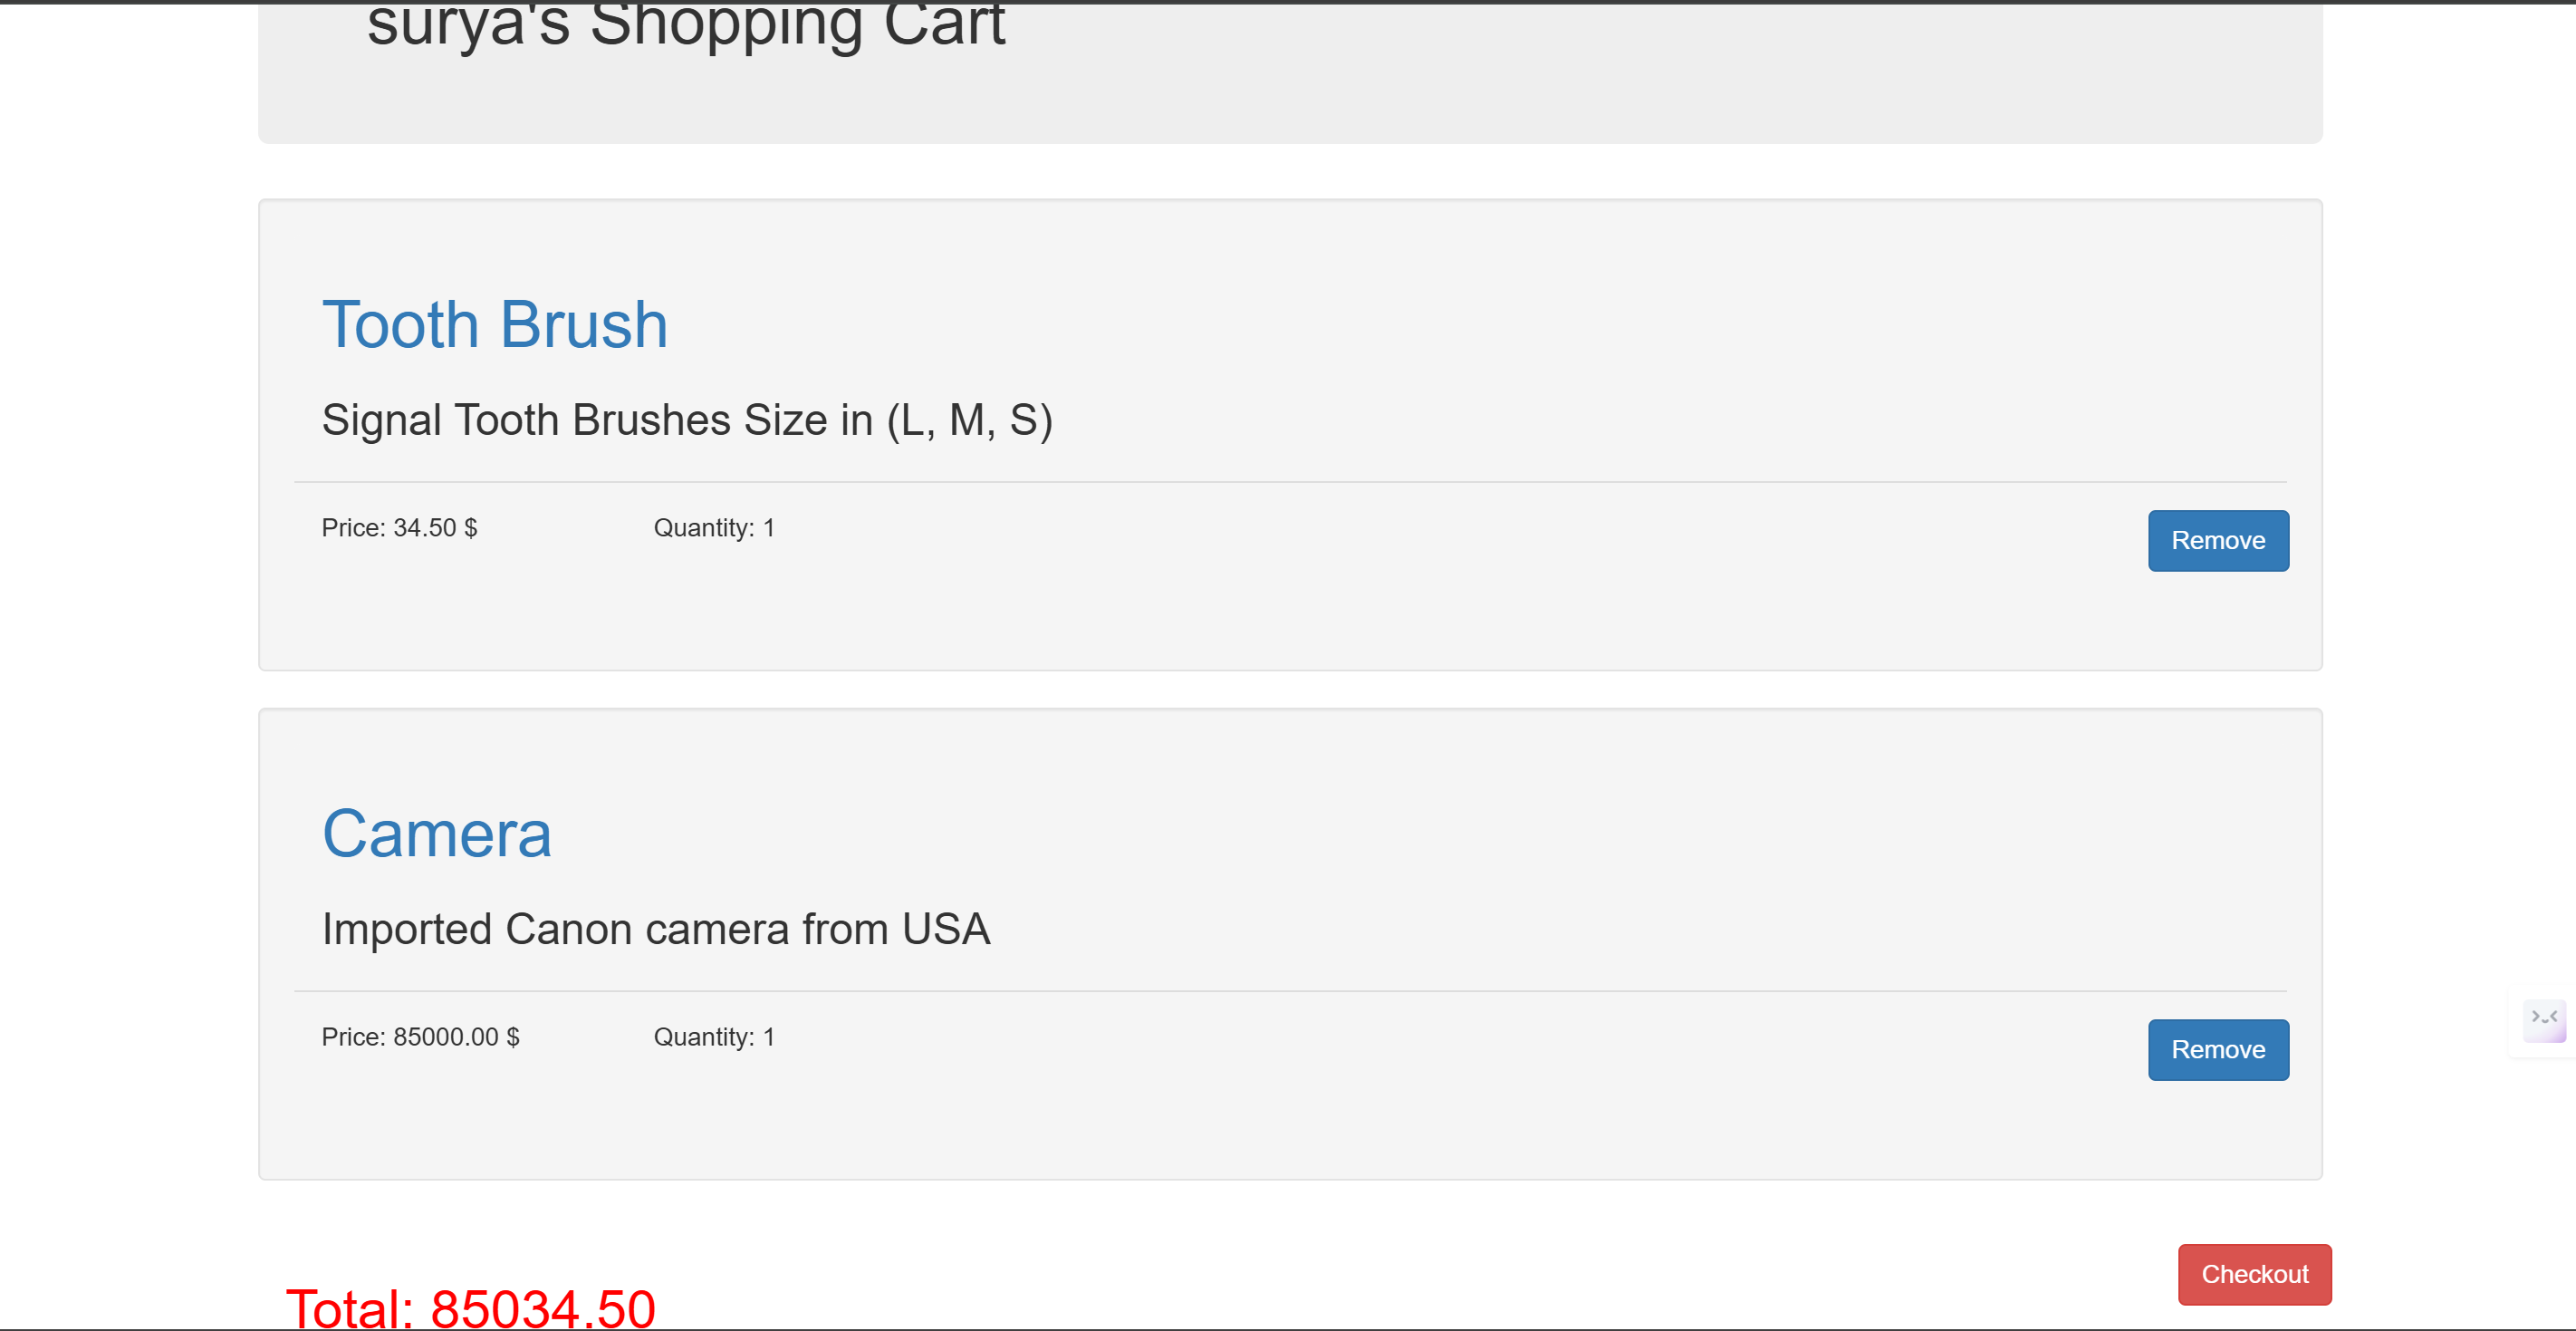 surya's Shopping Cart
Tooth Brush
Signal Tooth Brushes Size in (L, M, S)
Price: 34.50 $ Quantity: 1 Remove
Camera
Imported Canon camera from USA
Price: 85000.00 $ Quantity: 1 Remove
Checkout
Total: 85034.50